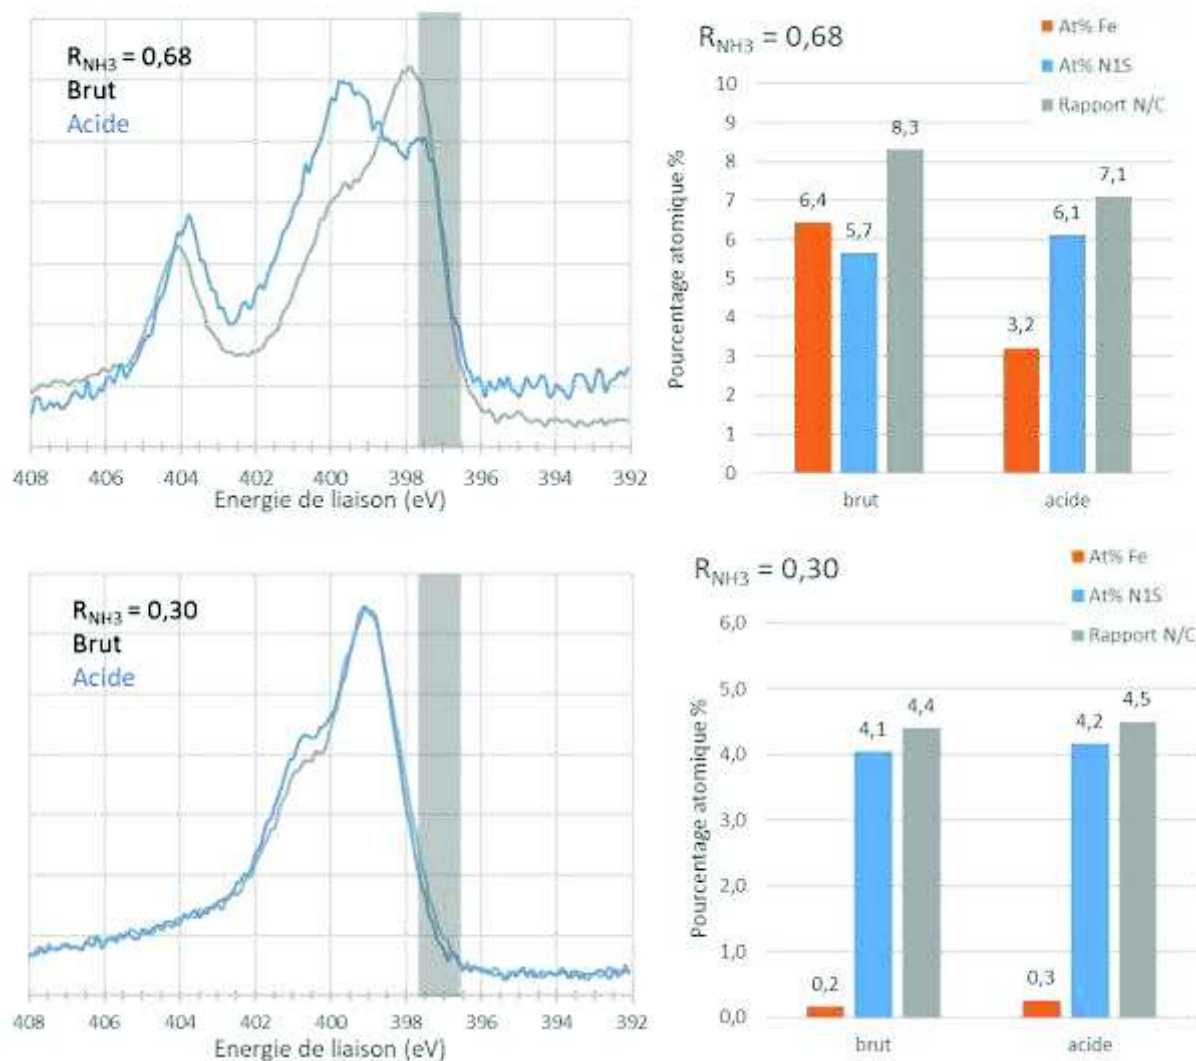 R_NH3 = 0,68
Brut
Acide
408 406 404 402 400 398 396 394 392
Energie de liaison (eV)
R_NH3 = 0,68
At% Fe
At% N1S
Rapport N/C
Pourcentage atomique %
10
9
8
7
6
5
4
3
2
1
0
6,4
5,7
8,3
3,2
6,1
7,1
brut acide
R_NH3 = 0,30
Brut
Acide
408 406 404 402 400 398 396 394 392
Energie de liaison (eV)
R_NH3 = 0,30
At% Fe
At% N1S
Rapport N/C
Pourcentage atomique %
6,0
5,0
4,0
3,0
2,0
1,0
0,0
0,2
4,1
4,4
0,3
4,2
4,5
brut acide